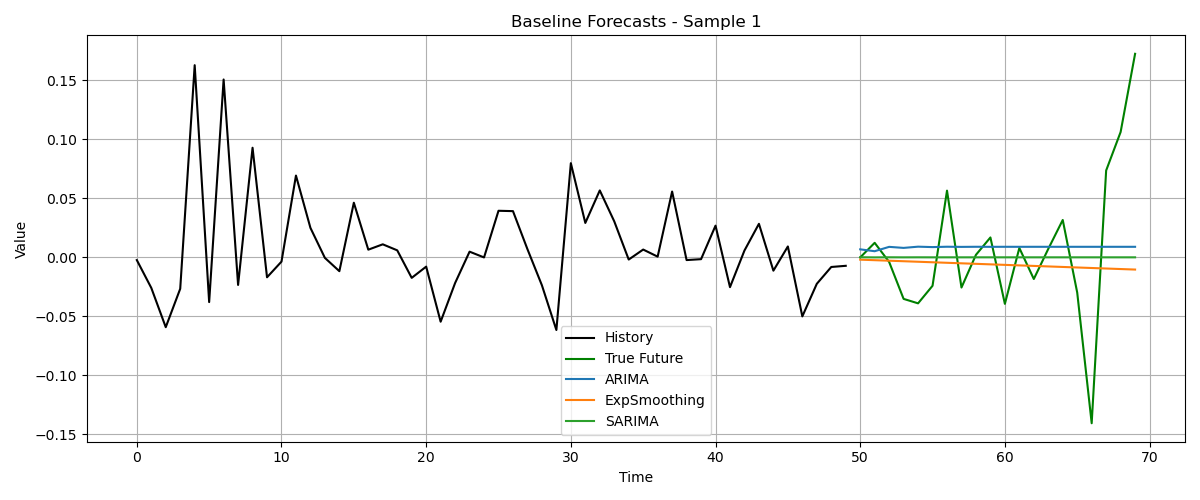 Baseline Forecasts - Sample 1
Value
0.15
0.10
0.05
0.00
−0.05
−0.10
−0.15
History
True Future
ARIMA
ExpSmoothing
SARIMA
0 10 20 30 40 50 60 70
Time